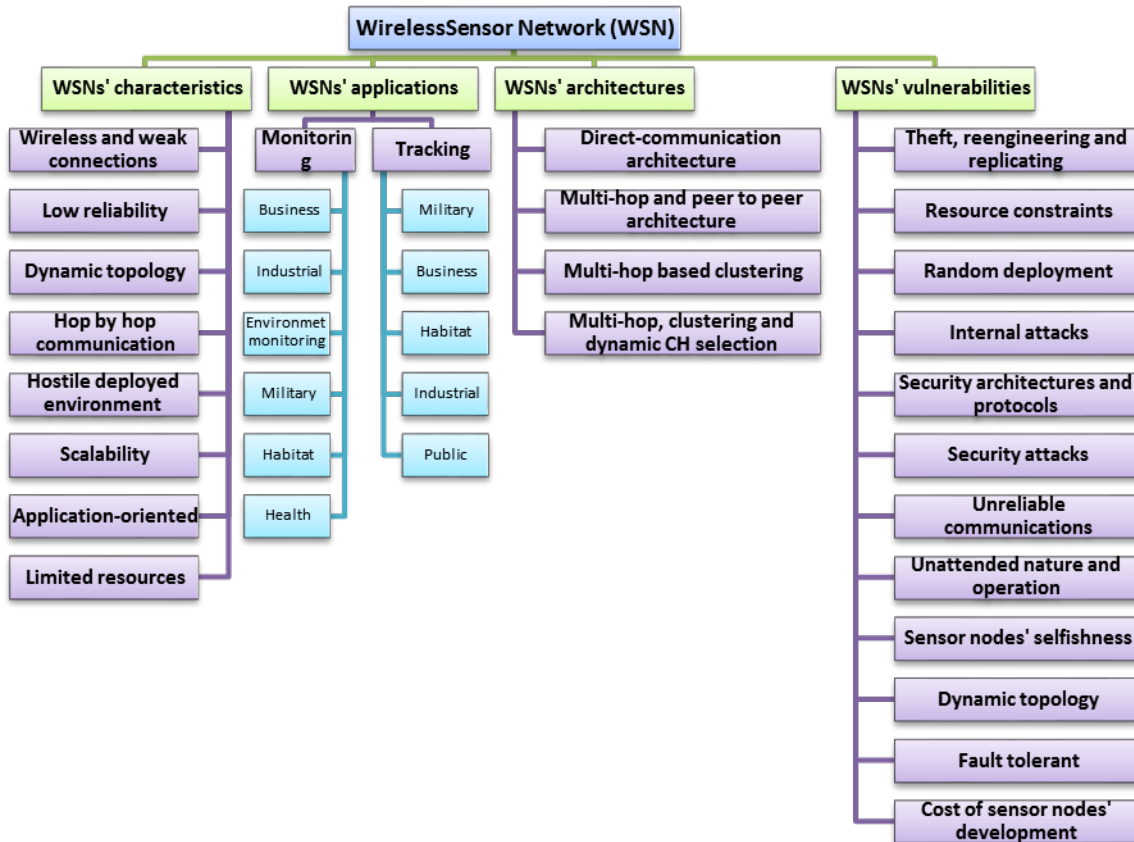 WirelessSensor Network (WSN)
WSNs' characteristics
Wireless and weak
connections
Low reliability
Dynamic topology
Hop by hop
communication
Hostile deployed
environment
Scalability
Application-oriented
Limited resources
WSNs' applications
Monitorin
g
Business
Industrial
Environmet
monitoring
Military
Habitat
Health
Tracking
Military
Business
Habitat
Industrial
Public
WSNs' architectures
Direct-communication
architecture
Multi-hop and peer to peer
architecture
Multi-hop based clustering
Multi-hop, clustering and
dynamic CH selection
WSNs' vulnerabilities
Theft, reengineering and
replicating
Resource constraints
Random deployment
Internal attacks
Security architectures and
protocols
Security attacks
Unreliable
communications
Unattended nature and
operation
Sensor nodes' selfishness
Dynamic topology
Fault tolerant
Cost of sensor nodes'
development